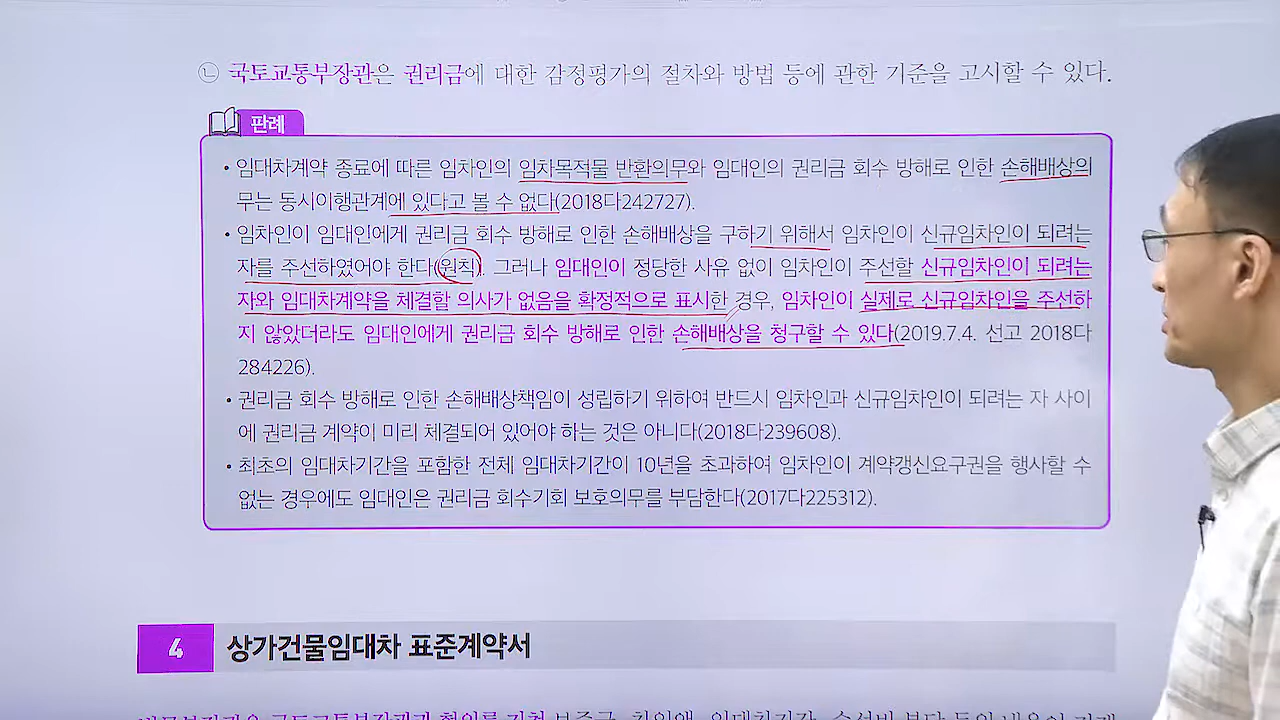 ㉡ 국토교통부장관은 권리금에 대한 감정평가의 절차와 방법 등에 관한 기준을 고시할 수 있다.
판례
• 임대차계약 종료에 따른 임차인의 임차목적물 반환의무와 임대인의 권리금 회수 방해로 인한 손해배상의
무는 동시이행관계에 있다고 볼 수 없다(2018다242727).
• 임차인이 임대인에게 권리금 회수 방해로 인한 손해배상을 구하기 위해서 임차인이 신규임차인이 되려는
자를 주선하였어야 한다(원칙). 그러나 임대인이 정당한 사유 없이 임차인이 주선할 신규임차인이 되려는
자와 임대차계약을 체결할 의사가 없음을 확정적으로 표시한 경우, 임차인이 실제로 신규임차인을 주선하
지 않았더라도 임대인에게 권리금 회수 방해로 인한 손해배상을 청구할 수 있다(2019.7.4. 선고 2018다
284226).
• 권리금 회수 방해로 인한 손해배상책임이 성립하기 위하여 반드시 임차인과 신규임차인이 되려는 자 사이
에 권리금 계약이 미리 체결되어 있어야 하는 것은 아니다(2018다239608).
• 최초의 임대차기간을 포함한 전체 임대차기간이 10년을 초과하여 임차인이 계약갱신요구권을 행사할 수
없는 경우에도 임대인은 권리금 회수기회 보호의무를 부담한다(2017다225312).
4 상가건물임대차 표준계약서